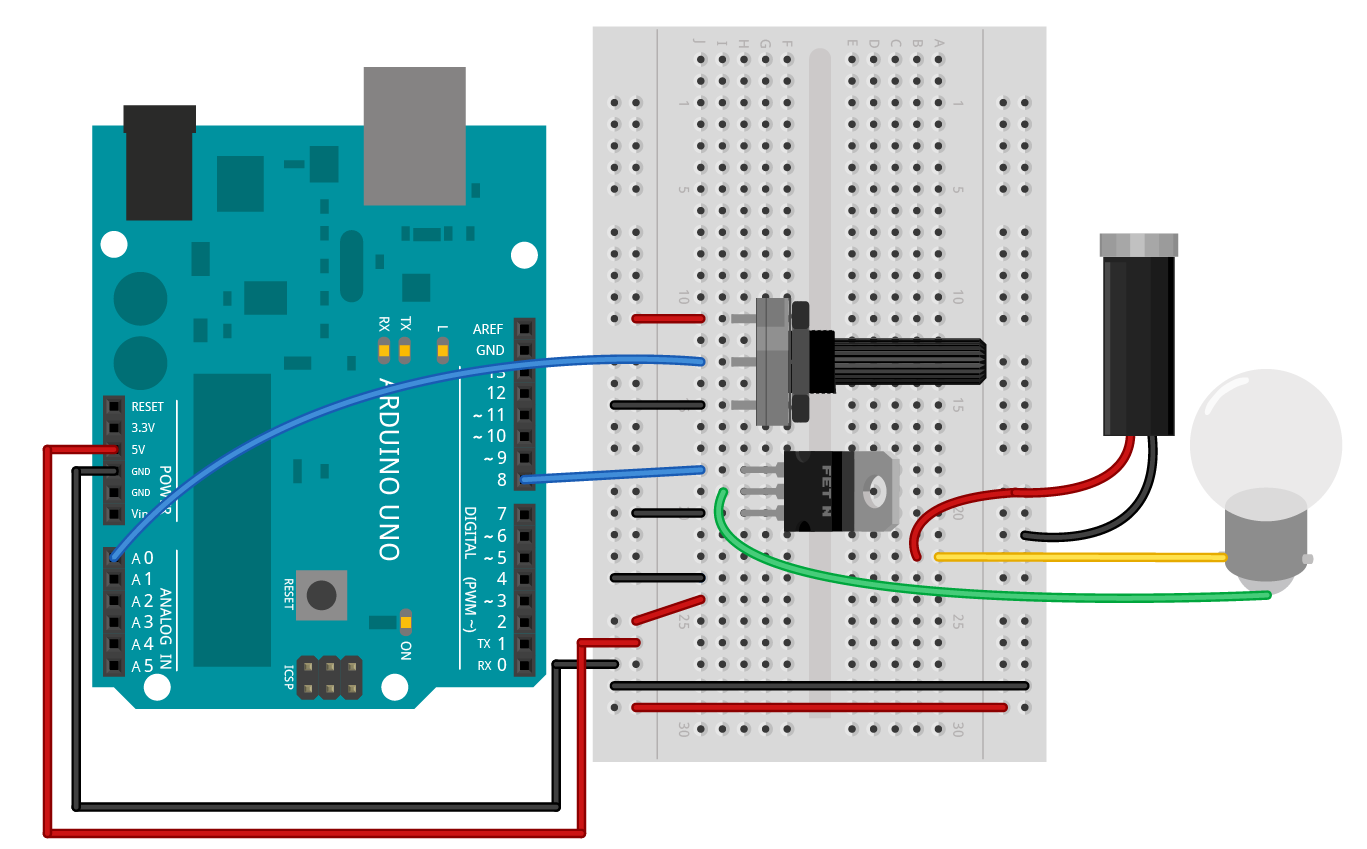 J I H G F E D C B A
1 1
5 5
10 10
15
20
25 25
30 30
RX TX L
AREF
GND
13
12
~11
~10
~9
8
7
~6
~5
4
~3
2
TX 1
RX 0
DIGITAL (PWM ~)
ARDUINO UNO
RESET
3.3V
5V
GND
GND
Vin
POWER
A0
A1
A2
A3
A4
A5
ANALOG IN
RESET
ICSP
ON
FET N